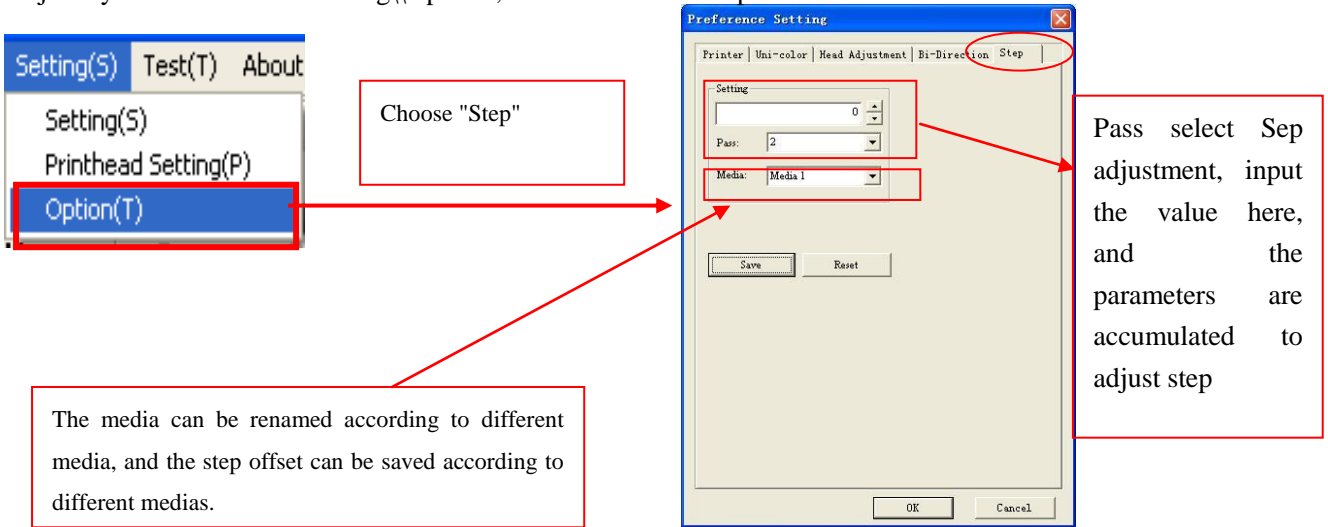 Preference Setting
Setting(S) Test(T) About
Setting(S)
Printhead Setting(P)
Option(T)
Choose "Step"
Printer Uni-color Head Adjustment Bi-Direction Step
Setting
0
Pass: 2
Media: Media 1
Save Reset
OK Cancel
Pass select Sep
adjustment, input
the value here,
and the
parameters are
accumulated to
adjust step
The media can be renamed according to different
media, and the step offset can be saved according to
different medias.